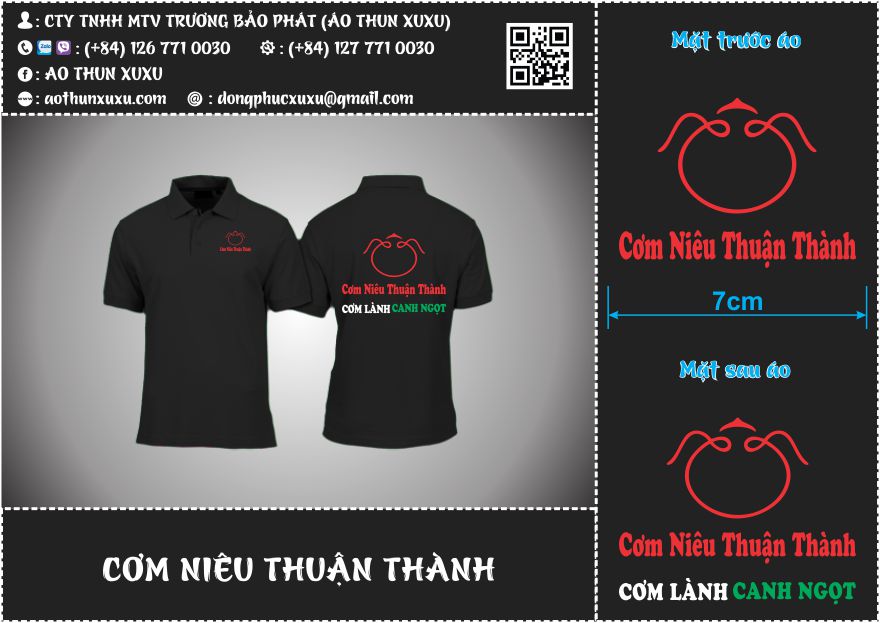 : CTY TNHH MTV TRƯƠNG BẢO PHÁT (ÁO THUN XUXU)
Zalo : (+84) 126 771 0030 : (+84) 127 771 0030
: AO THUN XUXU
www : aothunxuxu.com @ : dongphucxuxu@gmail.com
Cơm Niêu Thuận Thành
Cơm Niêu Thuận Thành
CƠM LÀNH CANH NGỌT
CƠM NIÊU THUẬN THÀNH
Mặt trước áo
Cơm Niêu Thuận Thành
7cm
Mặt sau áo
Cơm Niêu Thuận Thành
CƠM LÀNH CANH NGỌT